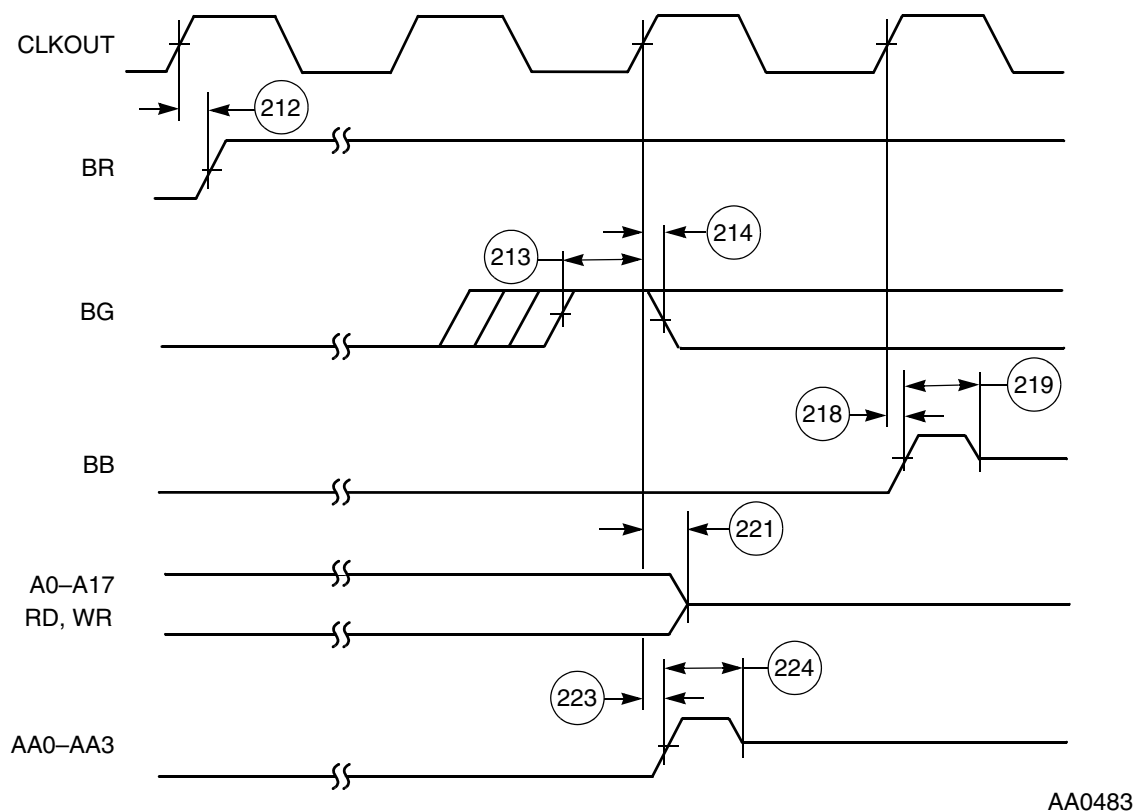 CLKOUT
212
BR
214
213
BG
219
218
BB
221
A0–A17
RD, WR
224
223
AA0–AA3
AA0483